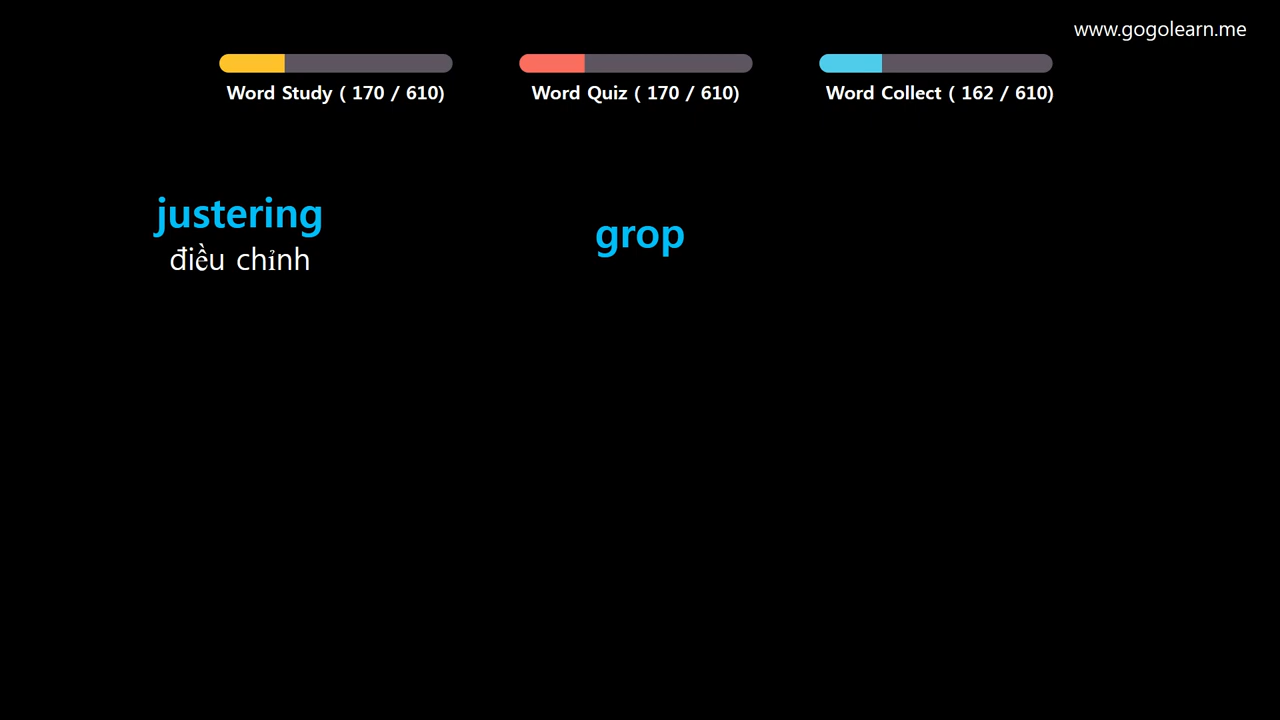 www.gogolearn.me
Word Study ( 170 / 610)
Word Quiz ( 170 / 610)
Word Collect ( 162 / 610)
justering
điều chỉnh
grop